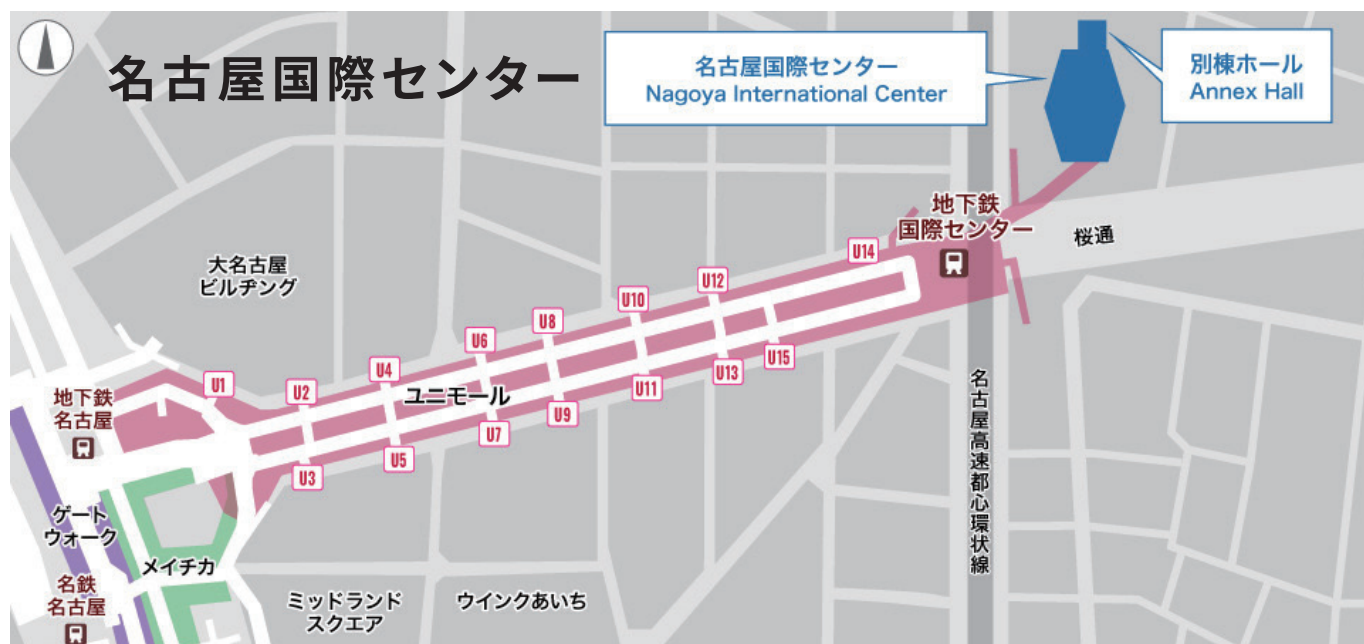 名古屋国際センター
名古屋国際センター
Nagoya International Center
別棟ホール
Annex Hall
地下鉄
国際センター
桜通
大名古屋
ビルヂング
U14
U12
U10
U8
U6
U4
U2
U1
ユニモール
U15
U13
U11
U9
U7
U5
U3
地下鉄
名古屋
名古屋高速都心環状線
ゲート
ウォーク
メイチカ
名鉄
名古屋
ミッドランド
スクエア
ウインクあいち